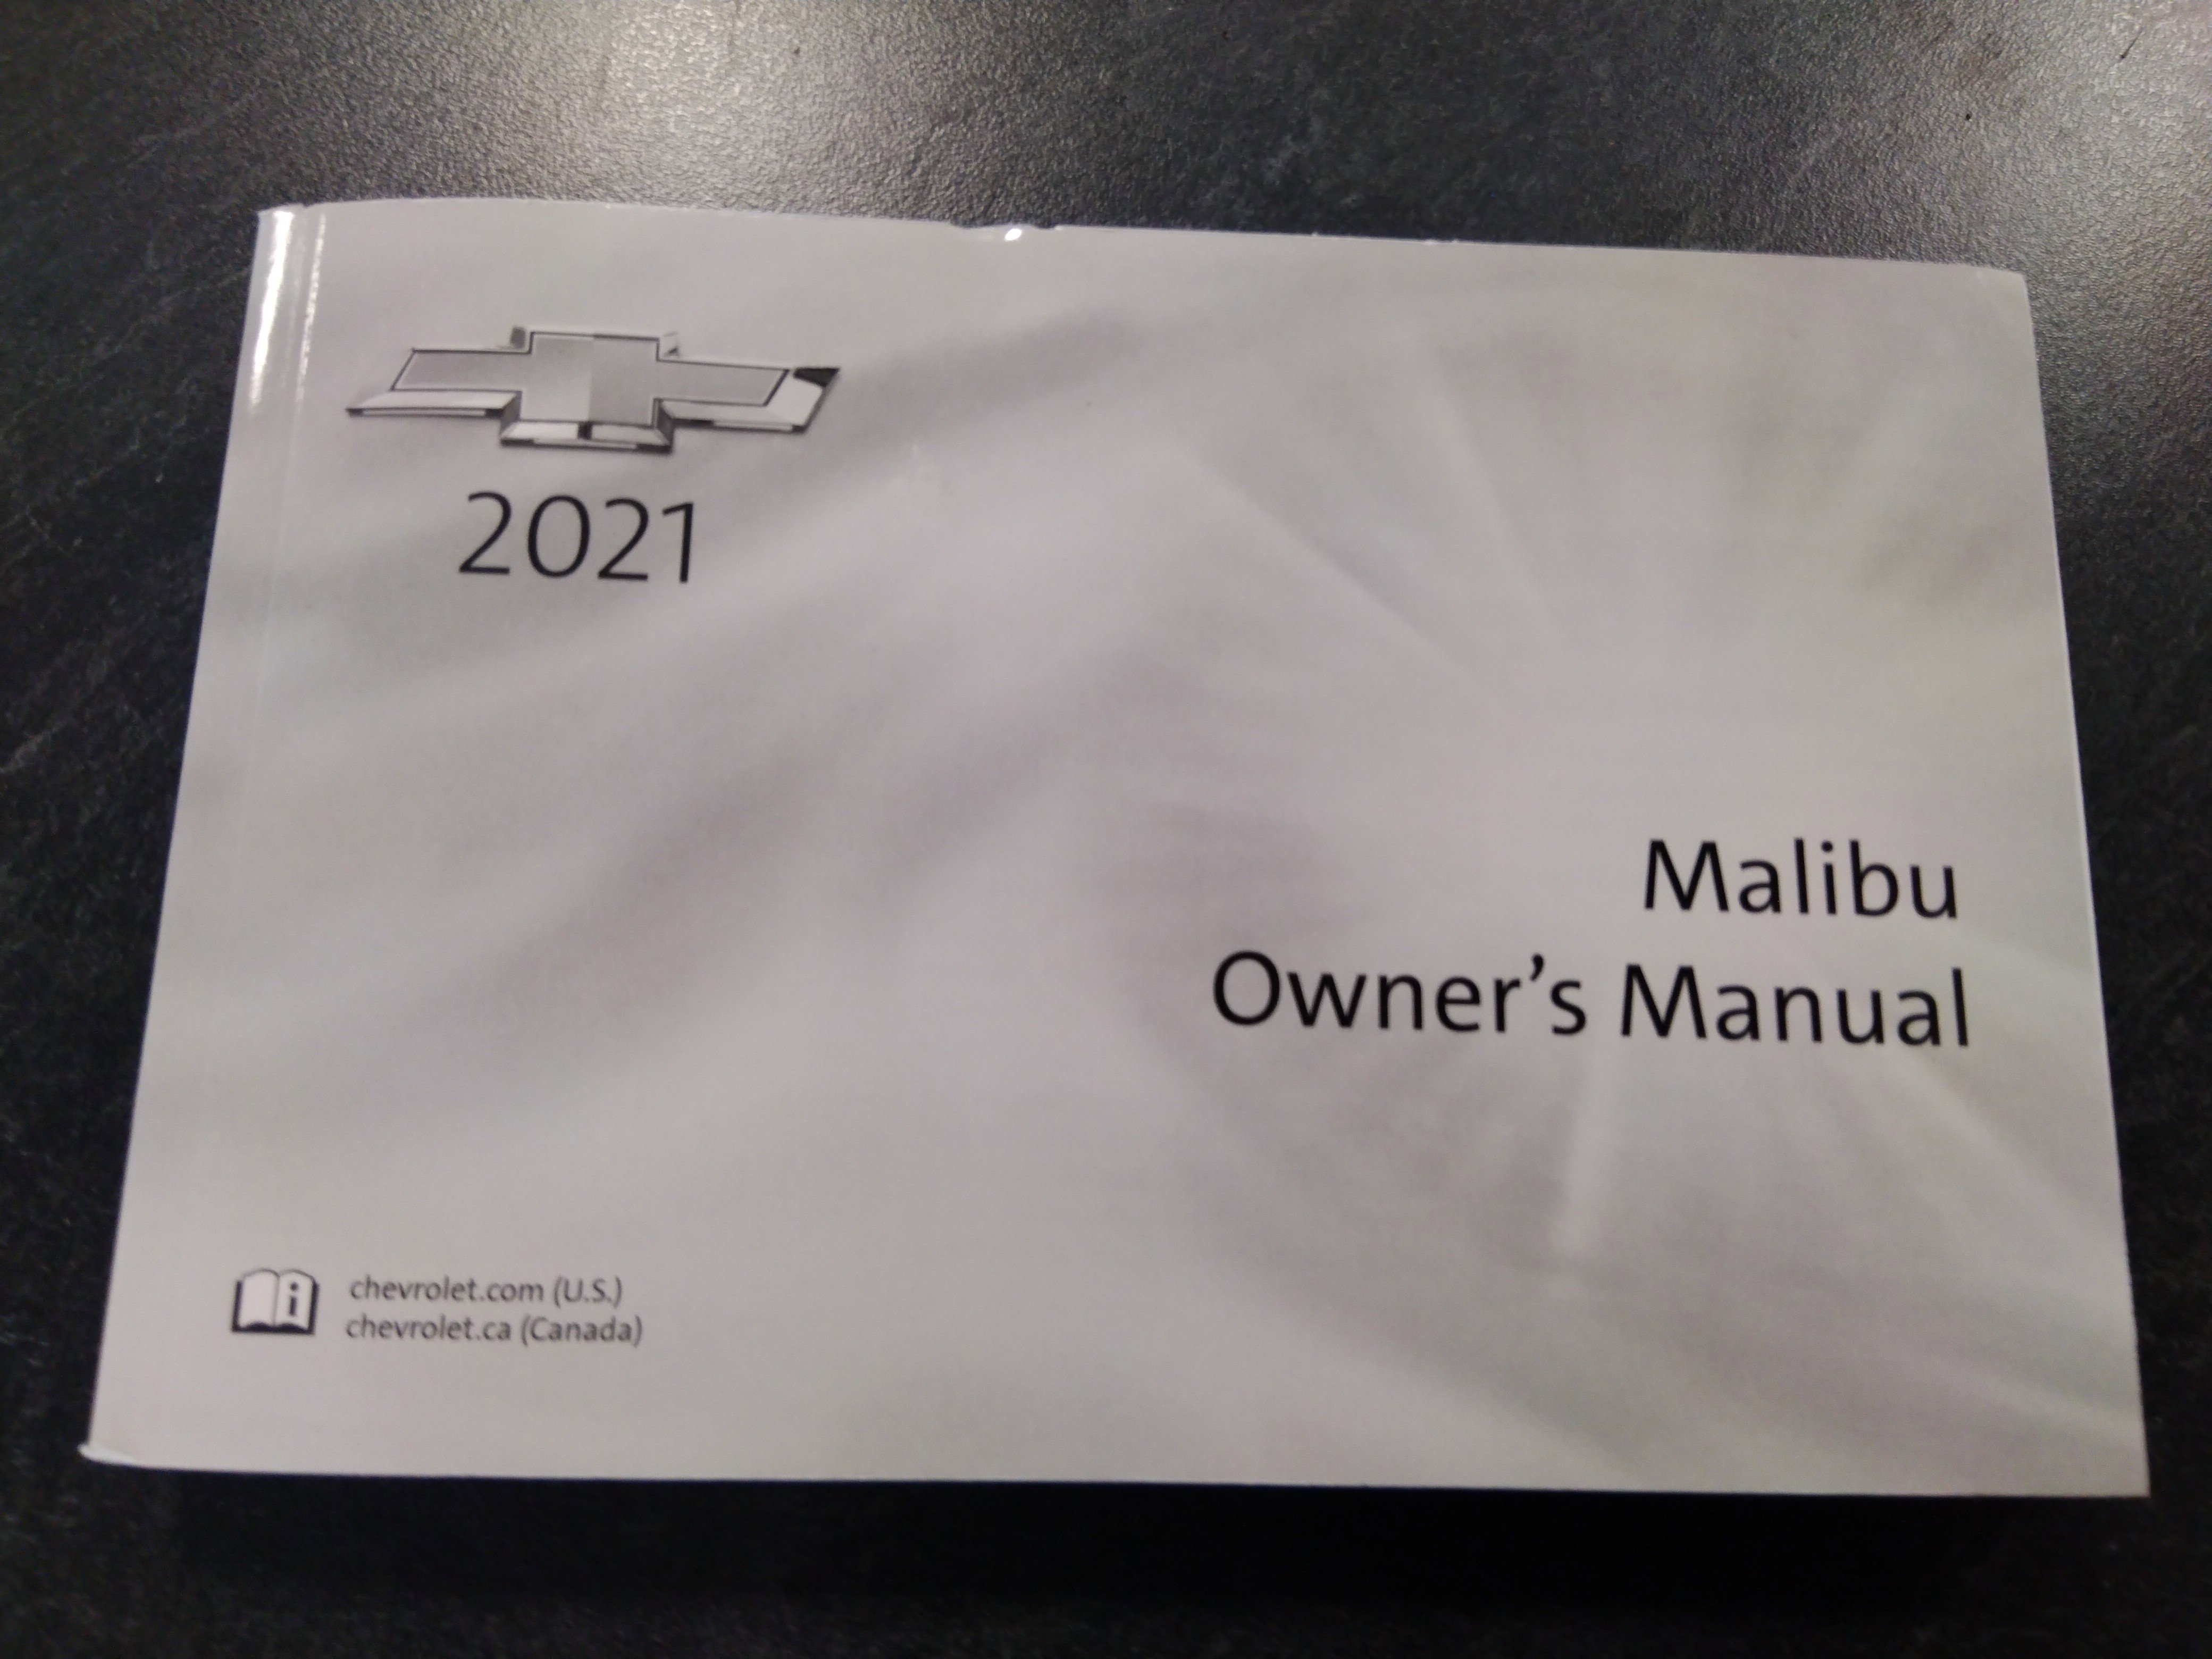 2021
Malibu
Owner’s Manual
chevrolet.com (U.S.)
chevrolet.ca (Canada)